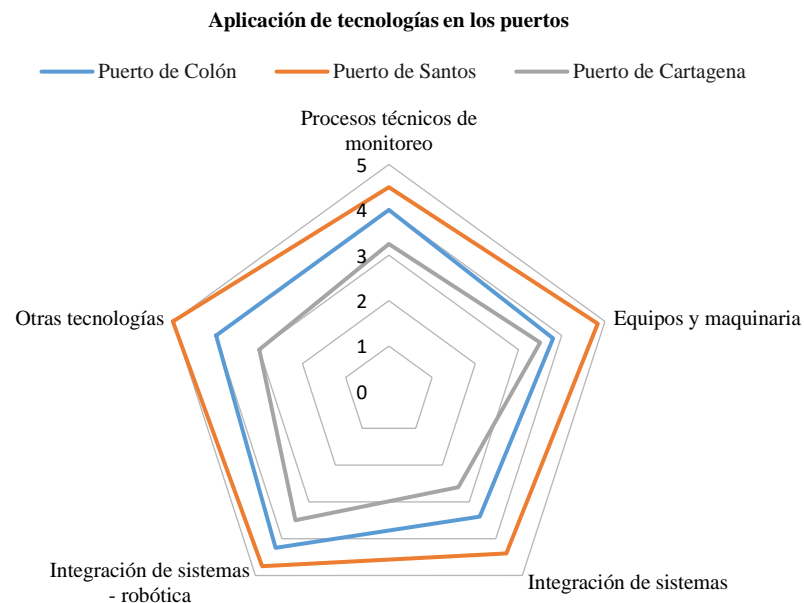 Aplicación de tecnologías en los puertos
Puerto de Colón
Puerto de Santos
Puerto de Cartagena
Procesos técnicos de
monitoreo
5
4
3
2
1
0
Otras tecnologías
Equipos y maquinaria
Integración de sistemas
- robótica
Integración de sistemas